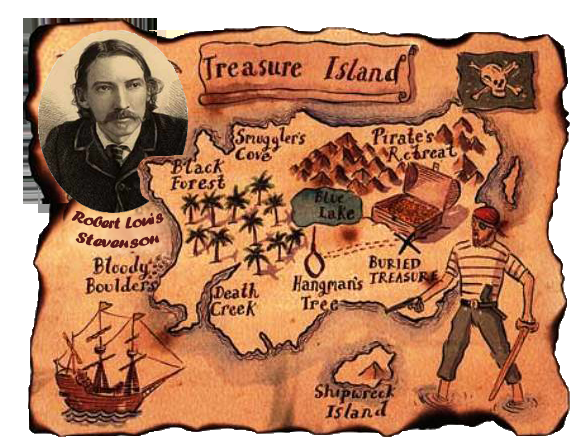 Treasure Island
Smuggler's
Cove
Pirate's
Retreat
Black
Forest
Blue
Lake
Robert Louis
Stevenson
Bloody
Boulders
BURIED
TREASURE
Death
Creek
Hangman's
Tree
Shipwreck
Island